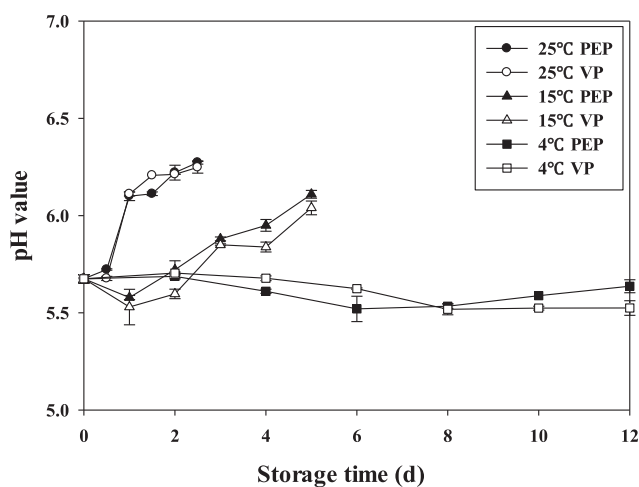 7.0
6.5
6.0
5.5
5.0
pH value
25℃ PEP
25℃ VP
15℃ PEP
15℃ VP
4℃ PEP
4℃ VP
0 2 4 6 8 10 12
Storage time (d)